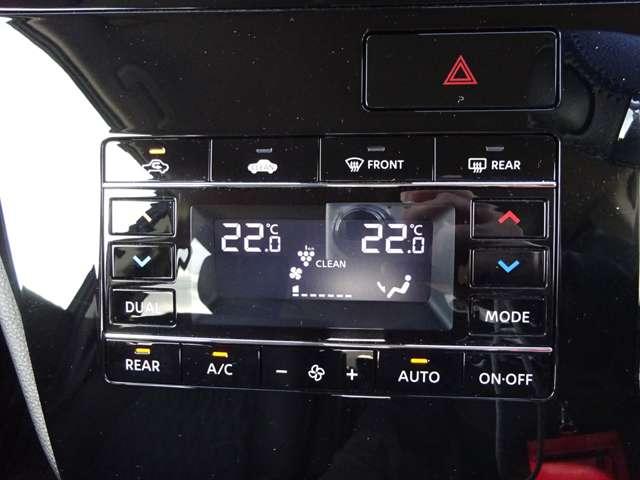 FRONT
REAR
22.0°C
22.0°C
CLEAN
DUAL
MODE
REAR
A/C
AUTO
ON·OFF